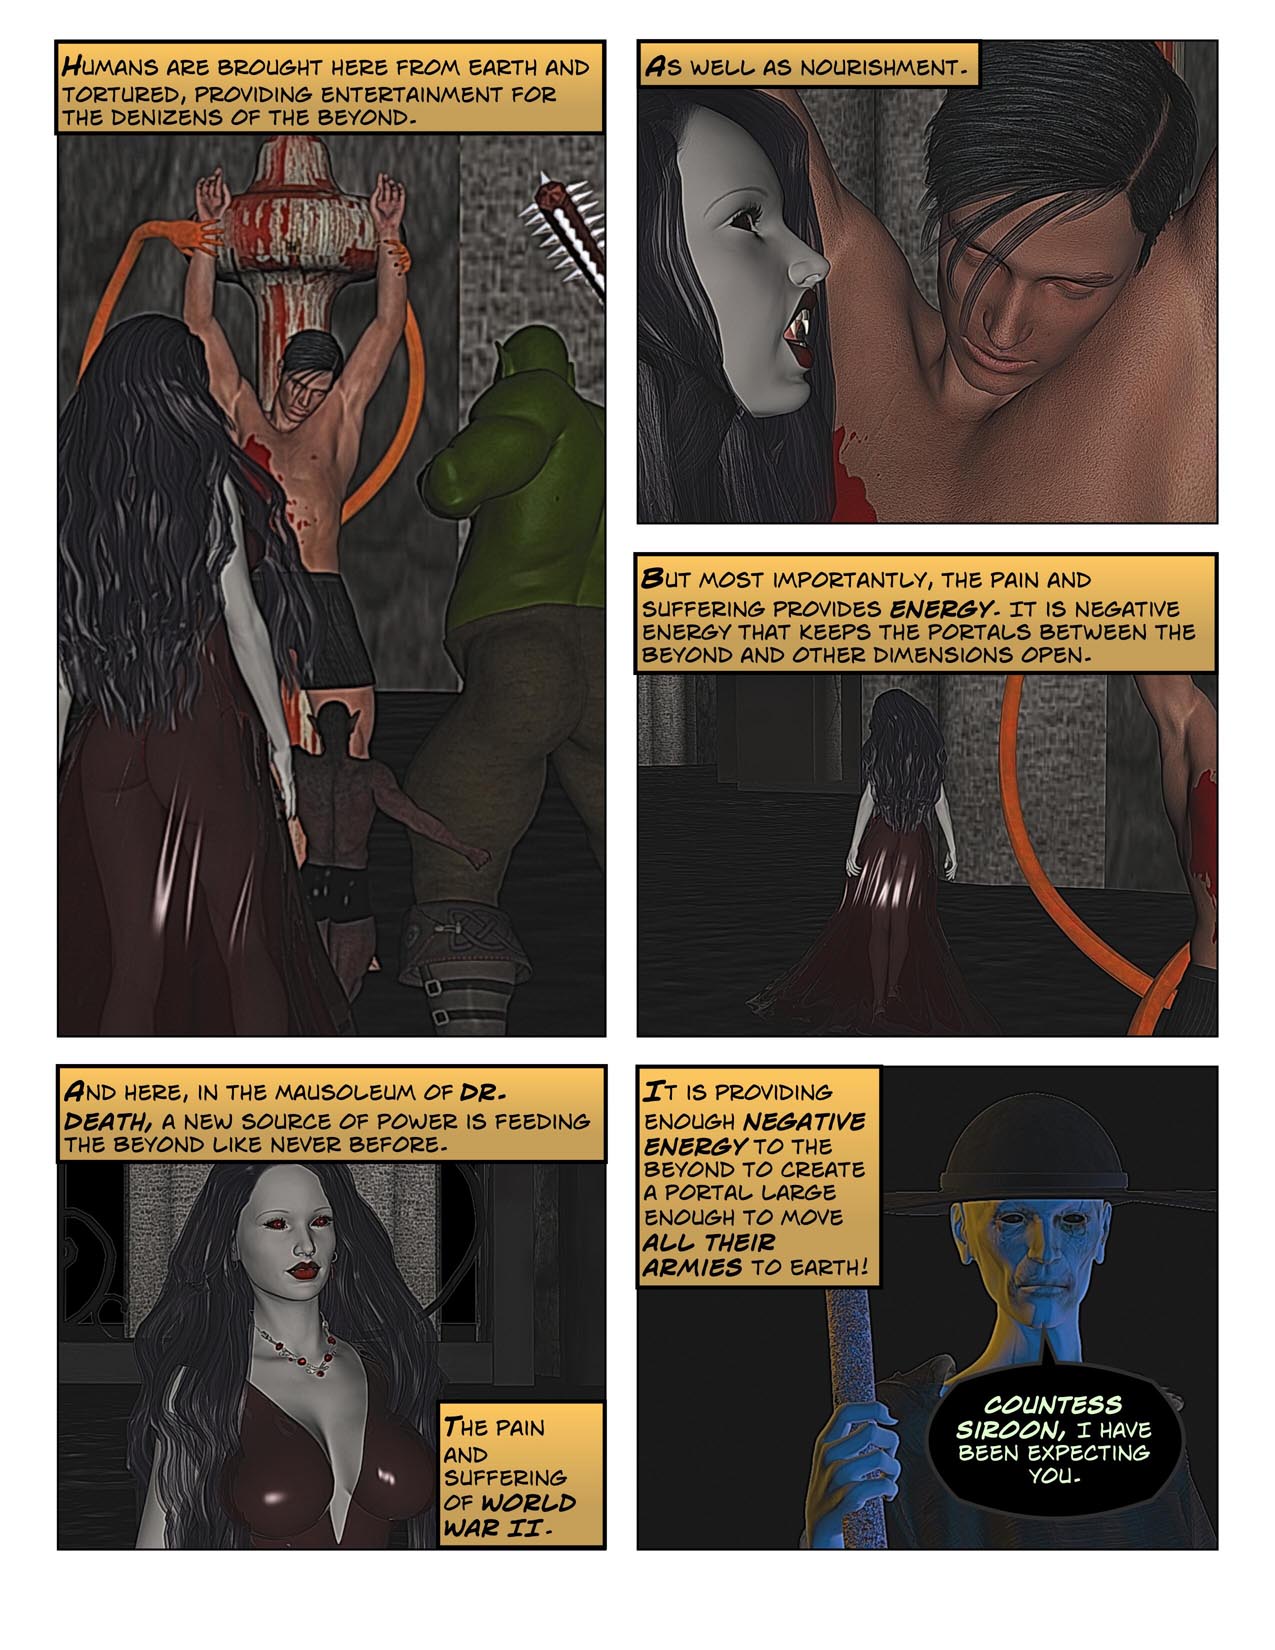 HUMANS ARE BROUGHT HERE FROM EARTH AND
TORTURED, PROVIDING ENTERTAINMENT FOR
THE DENIZENS OF THE BEYOND.
AS WELL AS NOURISHMENT.
BUT MOST IMPORTANTLY, THE PAIN AND
SUFFERING PROVIDES ENERGY. IT IS NEGATIVE
ENERGY THAT KEEPS THE PORTALS BETWEEN THE
BEYOND AND OTHER DIMENSIONS OPEN.
AND HERE, IN THE MAUSOLEUM OF DR.
DEATH, A NEW SOURCE OF POWER IS FEEDING
THE BEYOND LIKE NEVER BEFORE.
THE PAIN
AND
SUFFERING
OF WORLD
WAR II.
IT IS PROVIDING
ENOUGH NEGATIVE
ENERGY TO THE
BEYOND TO CREATE
A PORTAL LARGE
ENOUGH TO MOVE
ALL THEIR
ARMIES TO EARTH!
COUNTESS
SIROON, I HAVE
BEEN EXPECTING
YOU.